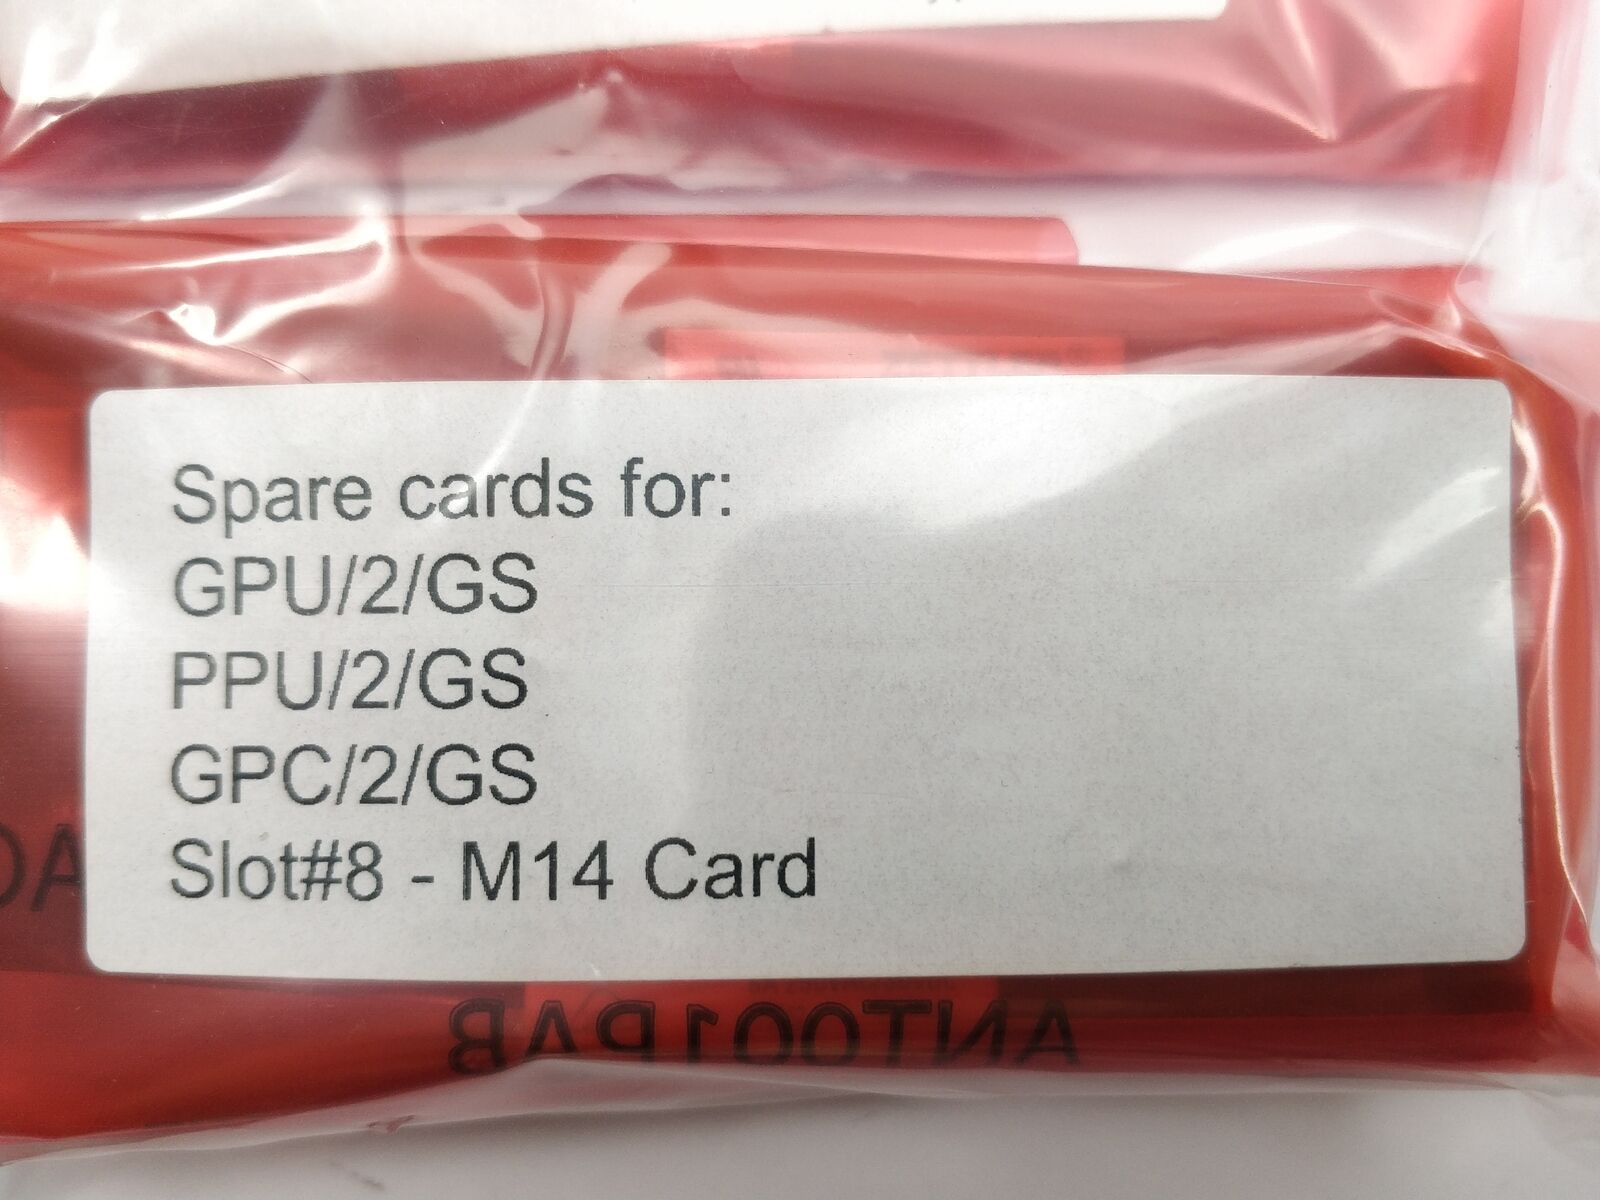 Spare cards for:
GPU/2/GS
PPU/2/GS
GPC/2/GS
Slot#8 - M14 Card